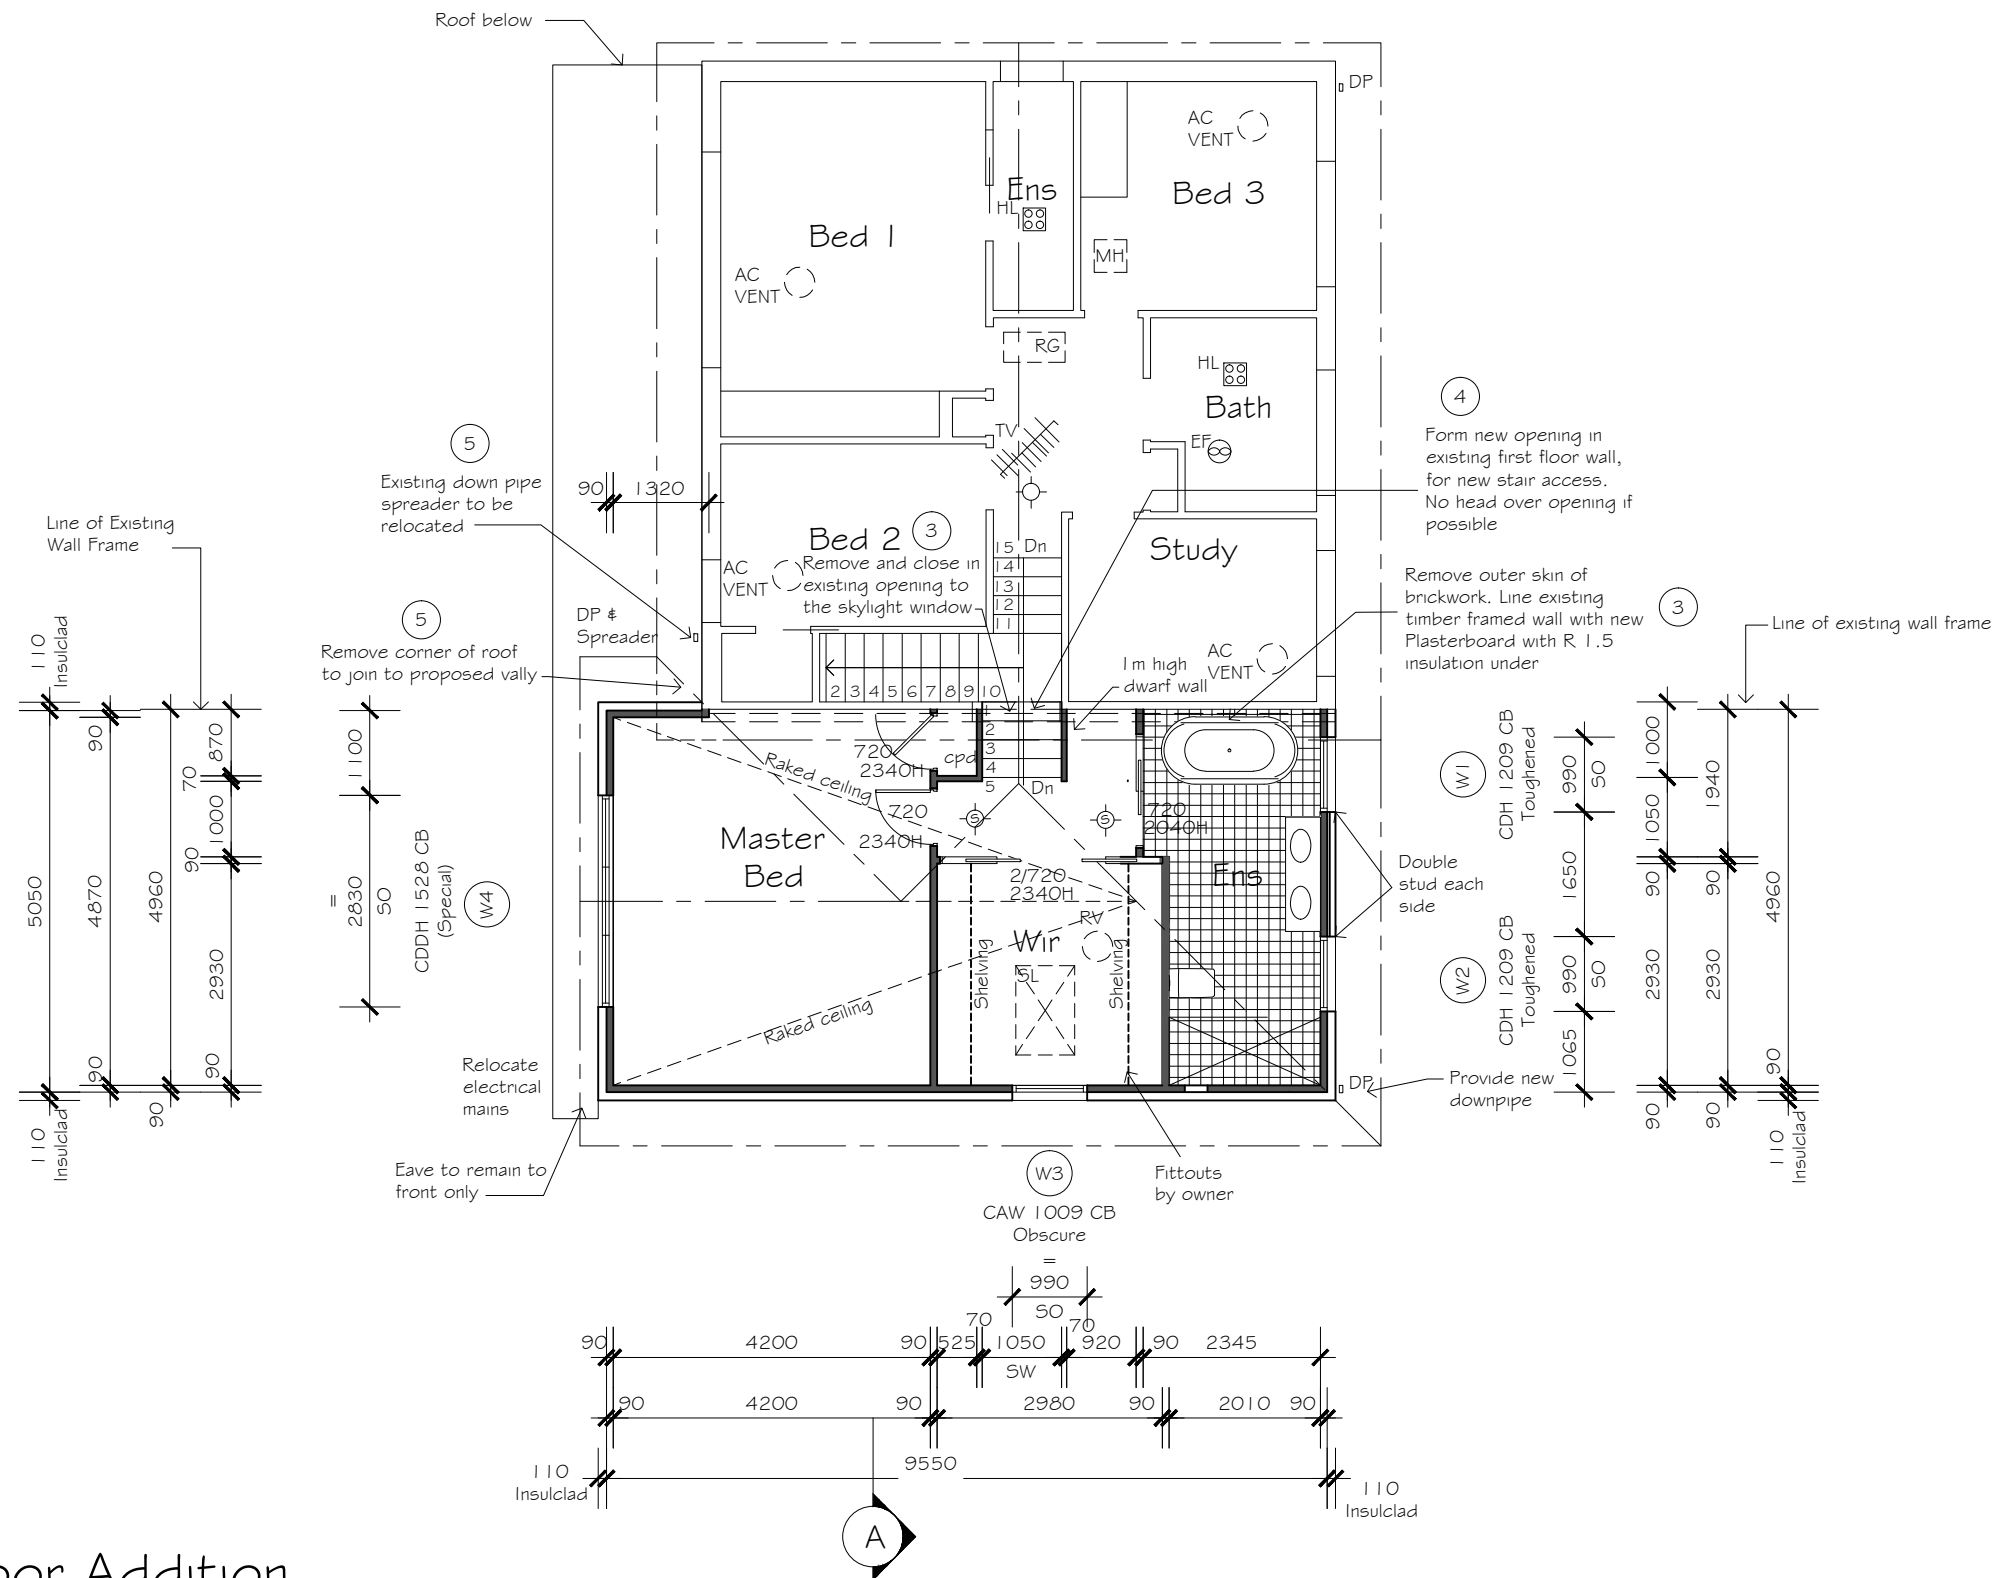 Roof below
DP
AC
VENT
Ens
HL
Bed 3
Bed 1
MH
AC
VENT
RG
HL
Bath
TV
EF
4
Form new opening in
existing first floor wall,
for new stair access.
No head over opening if
possible
5
Existing down pipe
spreader to be
relocated
90
1320
Line of Existing
Wall Frame
Bed 2
3
Remove and close in
existing opening to
the skylight window
AC
VENT
15
Dn
14
13
12
11
Study
Remove outer skin of
brickwork. Line existing
timber framed wall with new
Plasterboard with R 1.5
insulation under
3
Line of existing wall frame
5
Remove corner of roof
to join to proposed vally
DP &
Spreader
1m high
dwarf wall
AC
VENT
2 3 4 5 6 7 8 9 10
1
2
3
4
5
Dn
720
2340H
cpd
Raked ceiling
720
2340H
S
S
720
2040H
Master
Bed
2/720
2340H
Ens
RV
Wir
SL
Shelving
Shelving
Raked ceiling
Double
stud each
side
110
Insulclad
5050
110
Insulclad
90
4870
90
4960
90
870
70
1000
90
2930
90
1100
=
2830
SO
CDDH 1528 CB
(Special)
W4
W1
CDH 1209 CB
Toughened
W2
CDH 1209 CB
Toughened
990
SO
1650
990
SO
1065
1000
1050
90
2930
90
1940
90
2930
90
4960
90
110
Insulclad
Relocate
electrical
mains
DP
Provide new
downpipe
Eave to remain to
front only
Fittouts
by owner
W3
CAW 1009 CB
Obscure
=
990
SO
70
70
90
4200
90
525
1050
920
90
2345
SW
90
4200
90
2980
90
2010
90
9550
110
Insulclad
110
Insulclad
A
Addition